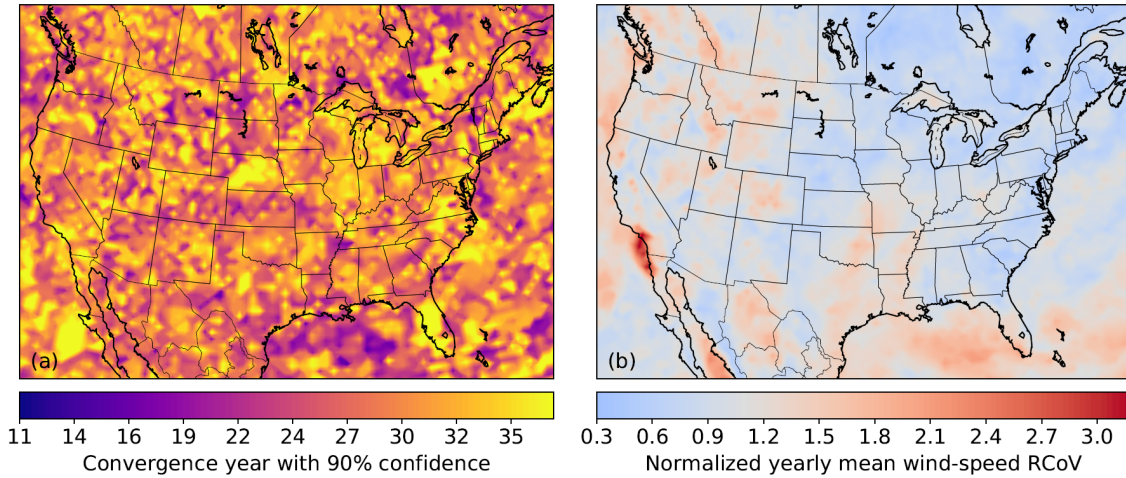 (a)
11 14 16 19 22 24 27 30 32 35
Convergence year with 90% confidence
(b)
0.3 0.6 0.9 1.2 1.5 1.8 2.1 2.4 2.7 3.0
Normalized yearly mean wind-speed RCoV